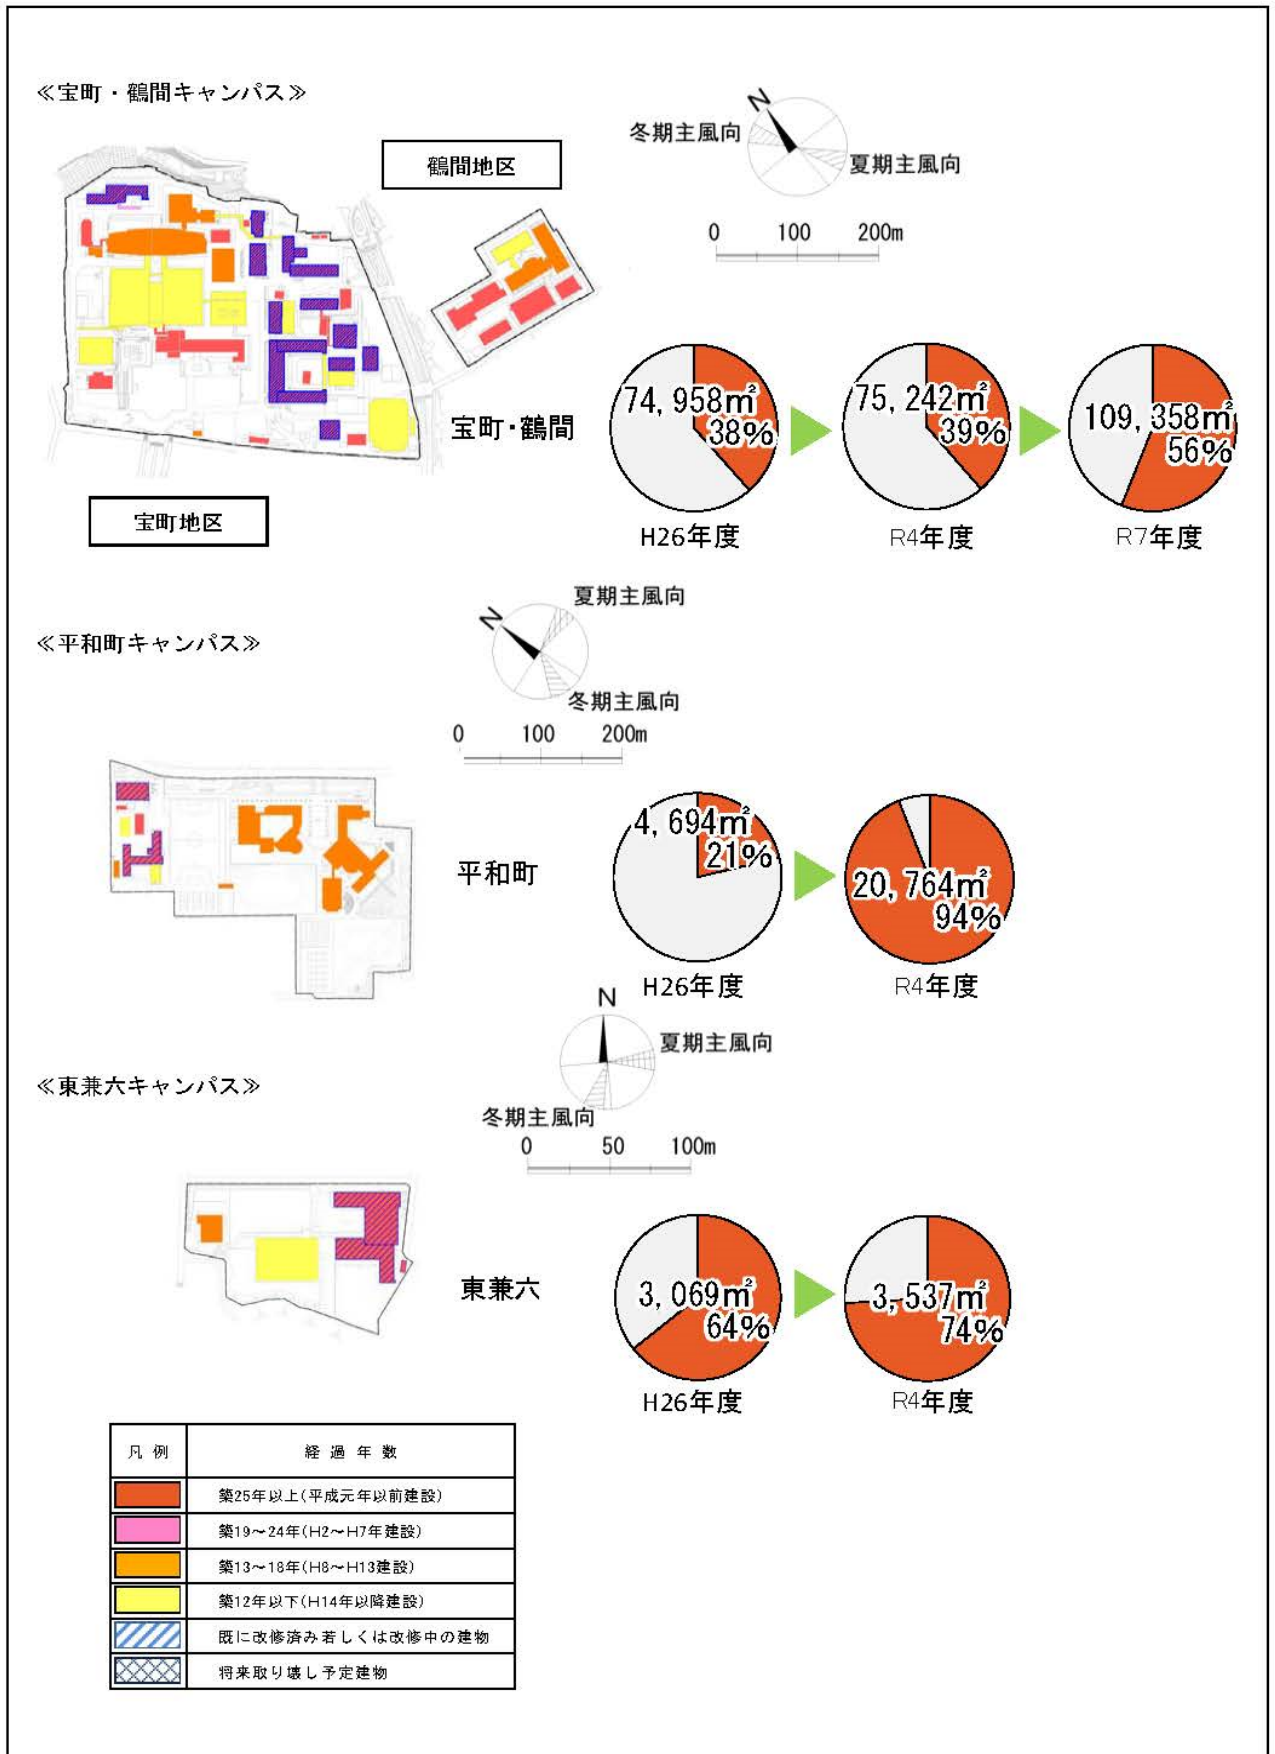 ≪宝町・鶴間キャンパス≫
N
冬期主風向
夏期主風向
鶴間地区
0 100 200m
宝町地区
宝町・鶴間
74,958㎡
38%
H26年度
75,242㎡
39%
R4年度
109,358㎡
56%
R7年度
≪平和町キャンパス≫
N
夏期主風向
冬期主風向
0 100 200m
平和町
4,694㎡
21%
H26年度
20,764㎡
94%
R4年度
≪東兼六キャンパス≫
N
夏期主風向
冬期主風向
0 50 100m
東兼六
3,069㎡
64%
H26年度
3,537㎡
74%
R4年度
凡 例 経 過 年 数
築25年以上(平成元年以前建設)
築19～24年(H2～H7年建設)
築13～18年(H8～H13建設)
築12年以下(H14年以降建設)
既に改修済み若しくは改修中の建物
将来取り壊し予定建物